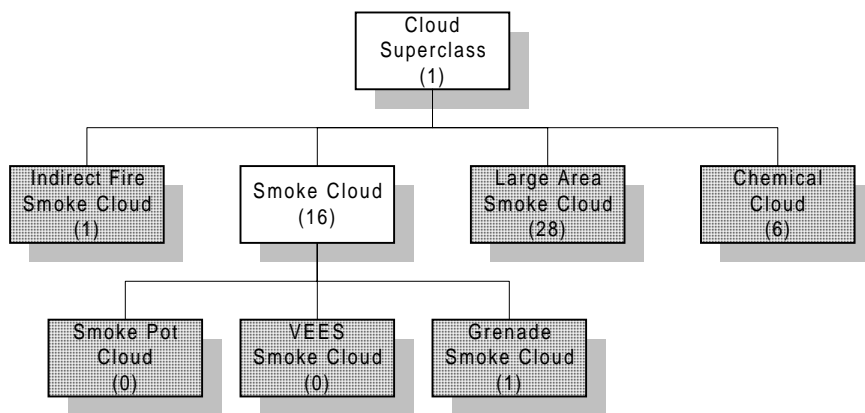 Cloud
Superclass
(1)
Indirect Fire
Smoke Cloud
(1)
Smoke Cloud
(16)
Large Area
Smoke Cloud
(28)
Chemical
Cloud
(6)
Smoke Pot
Cloud
(0)
VEES
Smoke Cloud
(0)
Grenade
Smoke Cloud
(1)